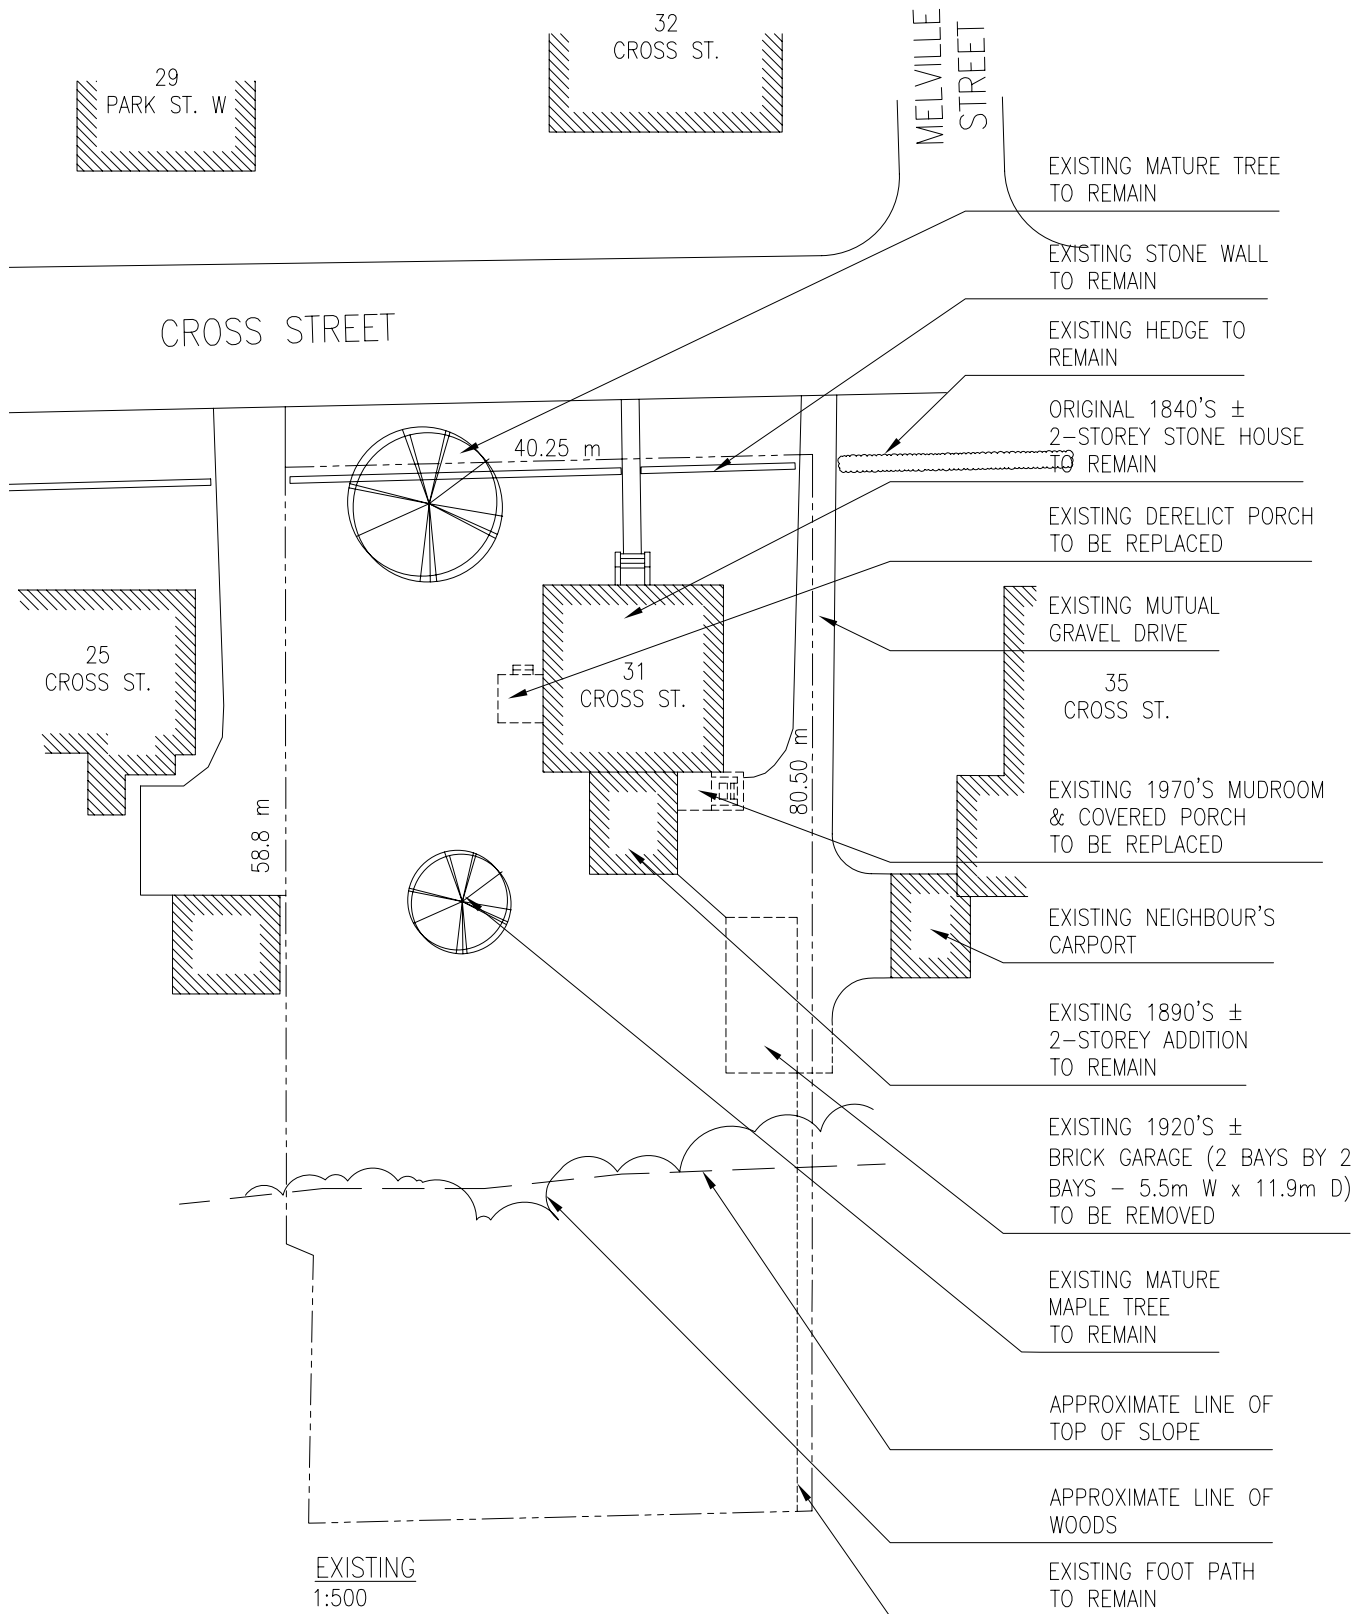 32
CROSS ST.
29
PARK ST. W
MELVILLE
STREET
EXISTING MATURE TREE
TO REMAIN
EXISTING STONE WALL
TO REMAIN
CROSS STREET
EXISTING HEDGE TO
REMAIN
ORIGINAL 1840'S ±
2-STOREY STONE HOUSE
TO REMAIN
40.25 m
EXISTING DERELICT PORCH
TO BE REPLACED
EXISTING MUTUAL
GRAVEL DRIVE
25
CROSS ST.
31
CROSS ST.
35
CROSS ST.
58.8 m
80.50 m
EXISTING 1970'S MUDROOM
& COVERED PORCH
TO BE REPLACED
EXISTING NEIGHBOUR'S
CARPORT
EXISTING 1890'S ±
2-STOREY ADDITION
TO REMAIN
EXISTING 1920'S ±
BRICK GARAGE (2 BAYS BY 2
BAYS - 5.5m W x 11.9m D)
TO BE REMOVED
EXISTING MATURE
MAPLE TREE
TO REMAIN
APPROXIMATE LINE OF
TOP OF SLOPE
APPROXIMATE LINE OF
WOODS
EXISTING FOOT PATH
TO REMAIN
EXISTING
1:500